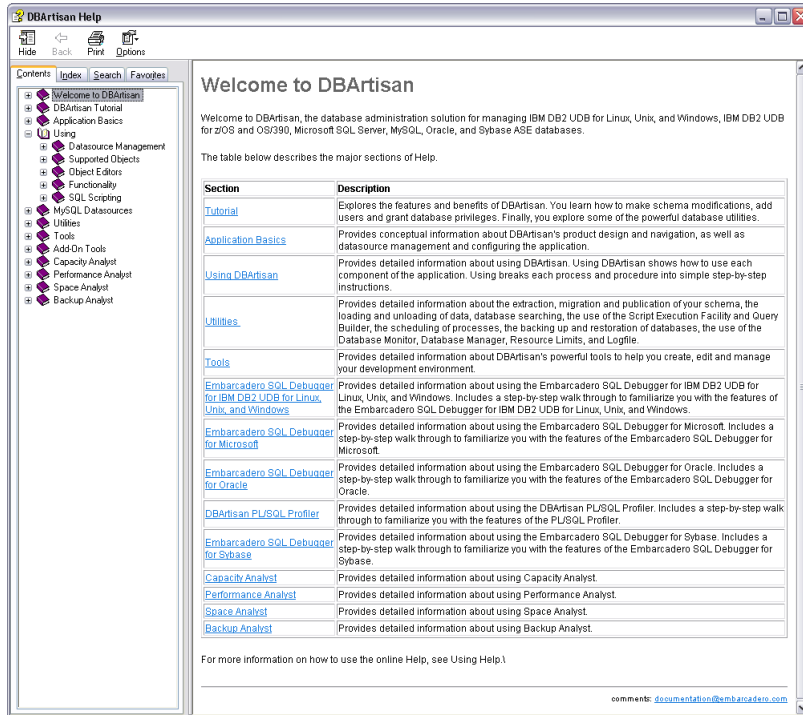 DBArtisan Help
Hide Back Print Options
Contents Index Search Favorites
Welcome to DBArtisan
DBArtisan Tutorial
Application Basics
Using
Datasource Management
Supported Objects
Object Editors
Functionality
SQL Scripting
MySQL Datasources
Utilities
Tools
Add-On Tools
Capacity Analyst
Performance Analyst
Space Analyst
Backup Analyst
Welcome to DBArtisan
Welcome to DBArtisan, the database administration solution for managing IBM DB2 UDB for Linux, Unix, and Windows, IBM DB2 UDB
for z/OS and OS/390, Microsoft SQL Server, MySQL, Oracle, and Sybase ASE databases.
The table below describes the major sections of Help.
Section Description
Tutorial
Explores the features and benefits of DBArtisan. You learn how to make schema modifications, add
users and grant database privileges. Finally, you explore some of the powerful database utilities.
Application Basics
Provides conceptual information about DBArtisan's product design and navigation, as well as
datasource management and configuring the application.
Using DBArtisan
Provides detailed information about using DBArtisan. Using DBArtisan shows how to use each
component of the application. Using breaks each process and procedure into simple step-by-step
instructions.
Utilities
Provides detailed information about the extraction, migration and publication of your schema, the
loading and unloading of data, database searching, the use of the Script Execution Facility and Query
Builder, the scheduling of processes, the backing up and restoration of databases, the use of the
Database Monitor, Database Manager, Resource Limits, and Logfile.
Tools
Provides detailed information about DBArtisan's powerful tools to help you create, edit and manage
your development environment.
Embarcadero SQL Debugger
for IBM DB2 UDB for Linux,
Unix, and Windows
Provides detailed information about using the Embarcadero SQL Debugger for IBM DB2 UDB for
Linux, Unix, and Windows. Includes a step-by-step walk through to familiarize you with the features of
the Embarcadero SQL Debugger for IBM DB2 UDB for Linux, Unix, and Windows.
Embarcadero SQL Debugger
for Microsoft
Provides detailed information about using the Embarcadero SQL Debugger for Microsoft. Includes a
step-by-step walk through to familiarize you with the features of the Embarcadero SQL Debugger for
Microsoft.
Embarcadero SQL Debugger
for Oracle
Provides detailed information about using the Embarcadero SQL Debugger for Oracle. Includes a
step-by-step walk through to familiarize you with the features of the Embarcadero SQL Debugger for
Oracle.
DBArtisan PL/SQL Profiler
Provides detailed information about using the DBArtisan PL/SQL Profiler. Includes a step-by-step walk
through to familiarize you with the features of the PL/SQL Profiler.
Embarcadero SQL Debugger
for Sybase
Provides detailed information about using the Embarcadero SQL Debugger for Sybase. Includes a
step-by-step walk through to familiarize you with the features of the Embarcadero SQL Debugger for
Sybase.
Capacity Analyst Provides detailed information about using Capacity Analyst.
Performance Analyst Provides detailed information about using Performance Analyst.
Space Analyst Provides detailed information about using Space Analyst.
Backup Analyst Provides detailed information about using Backup Analyst.
For more information on how to use the online Help, see Using Help.\
comments: documentation@embarcadero.com